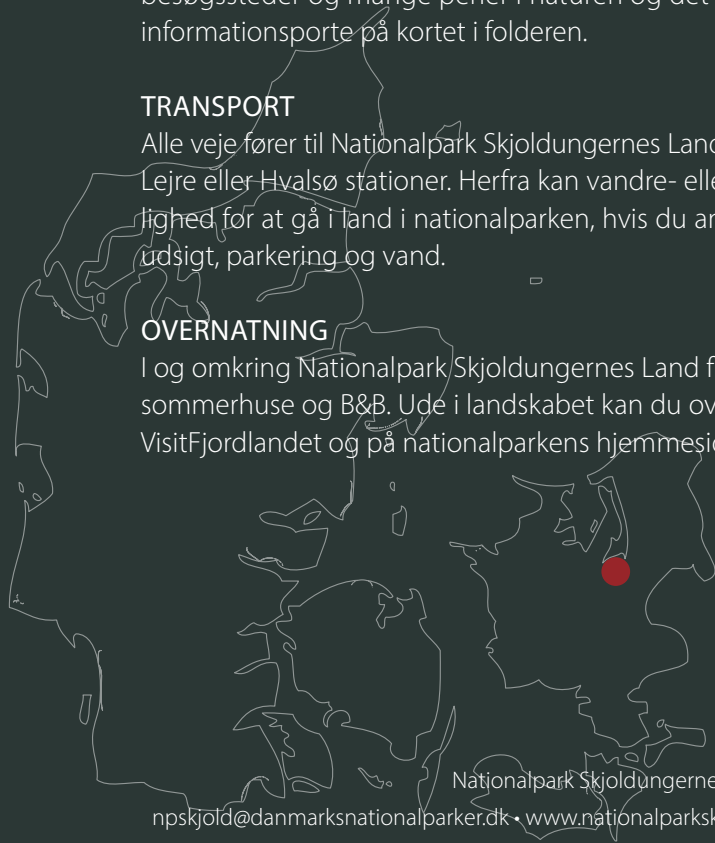 informationsporte på kortet i folderen.
TRANSPORT
Alle veje fører til Nationalpark Skjoldungernes Land
Lejre eller Hvalsø stationer. Herfra kan vandre- elle
lighed for at gå i land i nationalparken, hvis du an
udsigt, parkering og vand.
OVERNATNING
I og omkring Nationalpark Skjoldungernes Land f
sommerhuse og B&B. Ude i landskabet kan du ov
VisitFjordlandet og på nationalparkens hjemmesid
Nationalpark Skjoldungerne
npskjold@danmarksnationalparker.dk • www.nationalparksk